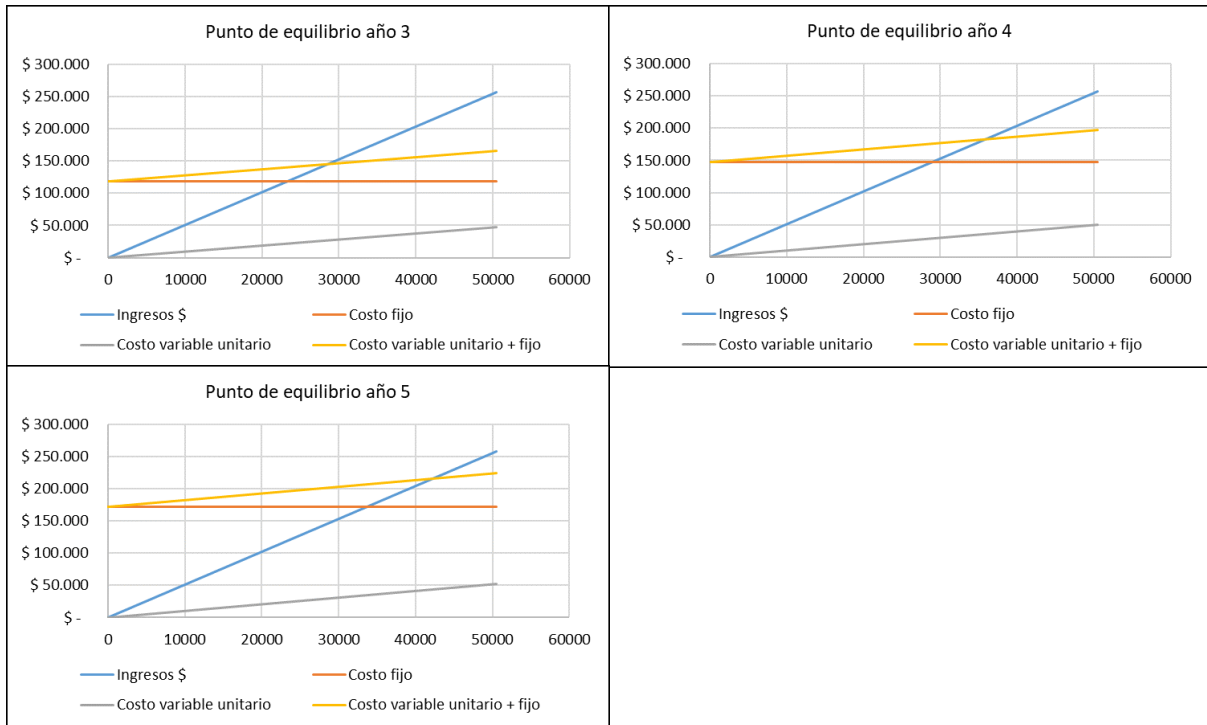 Punto de equilibrio año 3
$ 300.000
$ 250.000
$ 200.000
$ 150.000
$ 100.000
$ 50.000
$ -
0 10000 20000 30000 40000 50000 60000
Ingresos $ Costo fijo
Costo variable unitario Costo variable unitario + fijo
Punto de equilibrio año 4
$ 300.000
$ 250.000
$ 200.000
$ 150.000
$ 100.000
$ 50.000
$ -
0 10000 20000 30000 40000 50000 60000
Ingresos $ Costo fijo
Costo variable unitario Costo variable unitario + fijo
Punto de equilibrio año 5
$ 300.000
$ 250.000
$ 200.000
$ 150.000
$ 100.000
$ 50.000
$ -
0 10000 20000 30000 40000 50000 60000
Ingresos $ Costo fijo
Costo variable unitario Costo variable unitario + fijo